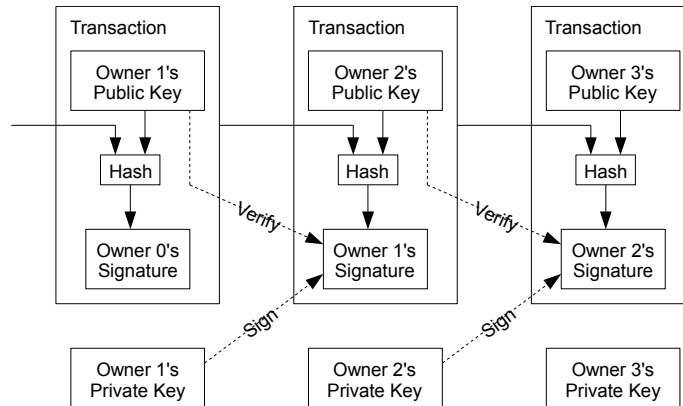 Transaction
Owner 1's
Public Key
Hash
Owner 0's
Signature
Transaction
Owner 2's
Public Key
Hash
Verify
Owner 1's
Signature
Transaction
Owner 3's
Public Key
Hash
Verify
Owner 2's
Signature
Owner 1's
Private Key
Sign
Owner 2's
Private Key
Sign
Owner 3's
Private Key